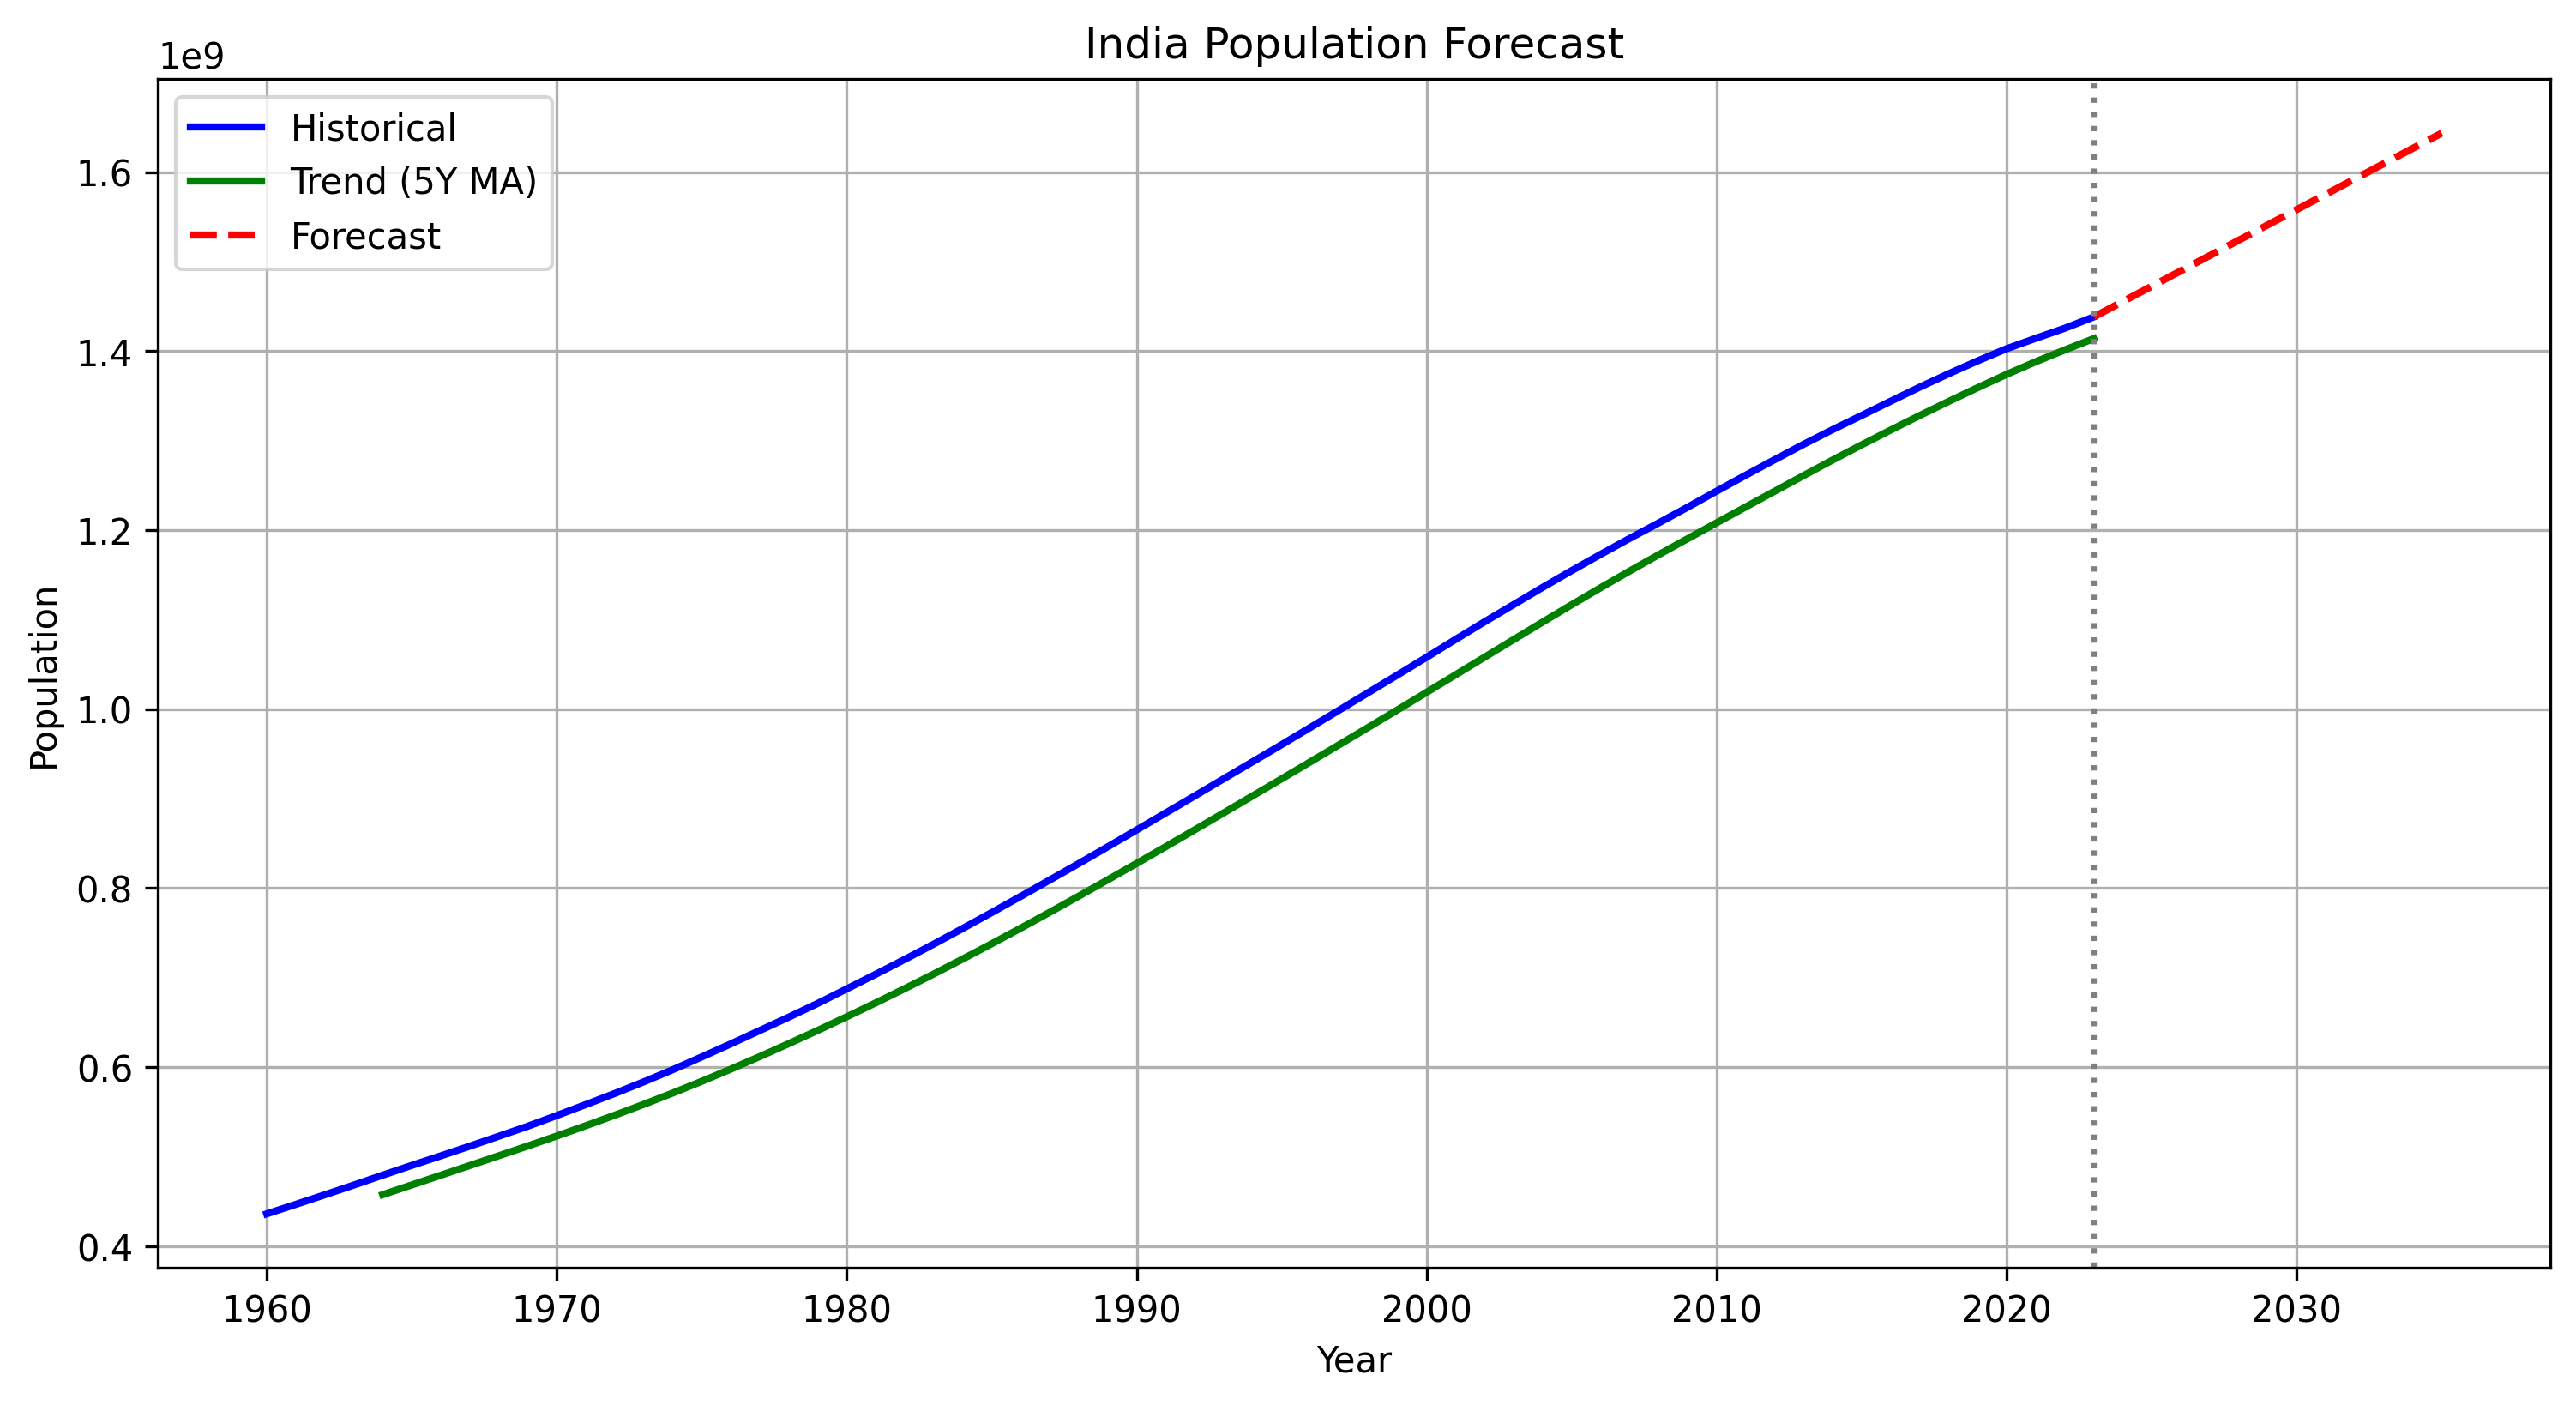 India Population Forecast
1e9
Historical
Trend (5Y MA)
Forecast
1.6
1.4
1.2
1.0
0.8
0.6
0.4
Population
1960 1970 1980 1990 2000 2010 2020 2030
Year